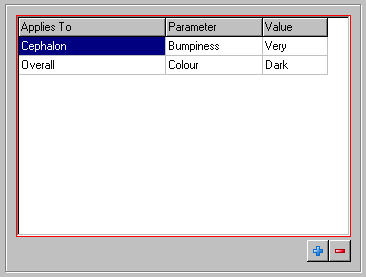 Applies To Parameter Value
Cephalon Bumpiness Very
Overall Colour Dark